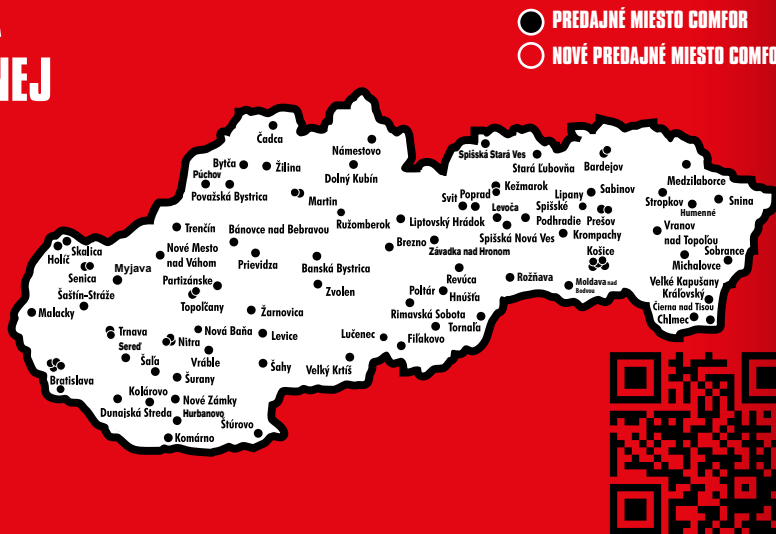 NEJ
PREDAJNÉ MIESTO COMFOR
NOVÉ PREDAJNÉ MIESTO COMFO
Čadca
Námestovo
Bytča
Žilina
Dolný Kubín
Púchov
Považská Bystrica
Martin
Ružomberok
Trenčín
Bánovce nad Bebravou
Liptovský Hrádok
Spišská Stará Ves
Stará Ľubovňa
Bardejov
Medzilaborce
Svit
Poprad
Kežmarok
Lipany
Sabinov
Stropkov
Snina
Humenné
Levoča
Spišské
Podhradie
Prešov
Vranov
nad Topoľou
Spišská Nová Ves
Krompachy
Sobrance
Michalovce
Košice
Holíč
Skalica
Senica
Nové Mesto
nad Váhom
Myjava
Prievidza
Partizánske
Banská Bystrica
Brezno
Závadka nad Hronom
Revúca
Rožňava
Moldava nad
Bodvou
Veľké Kapušany
Kráľovský
Čierna nad Tisou
Chlmec
Šaštín-Stráže
Topoľčany
Zvolen
Poltár
Hnúšťa
Malacky
Žarnovica
Rimavská Sobota
Tornaľa
Trnava
Sereď
Nitra
Nová Baňa
Levice
Lučenec
Fiľakovo
Šaľa
Vráble
Šahy
Veľký Krtíš
Bratislava
Šurany
Kolárovo
Nové Zámky
Dunajská Streda
Hurbanovo
Štúrovo
Komárno